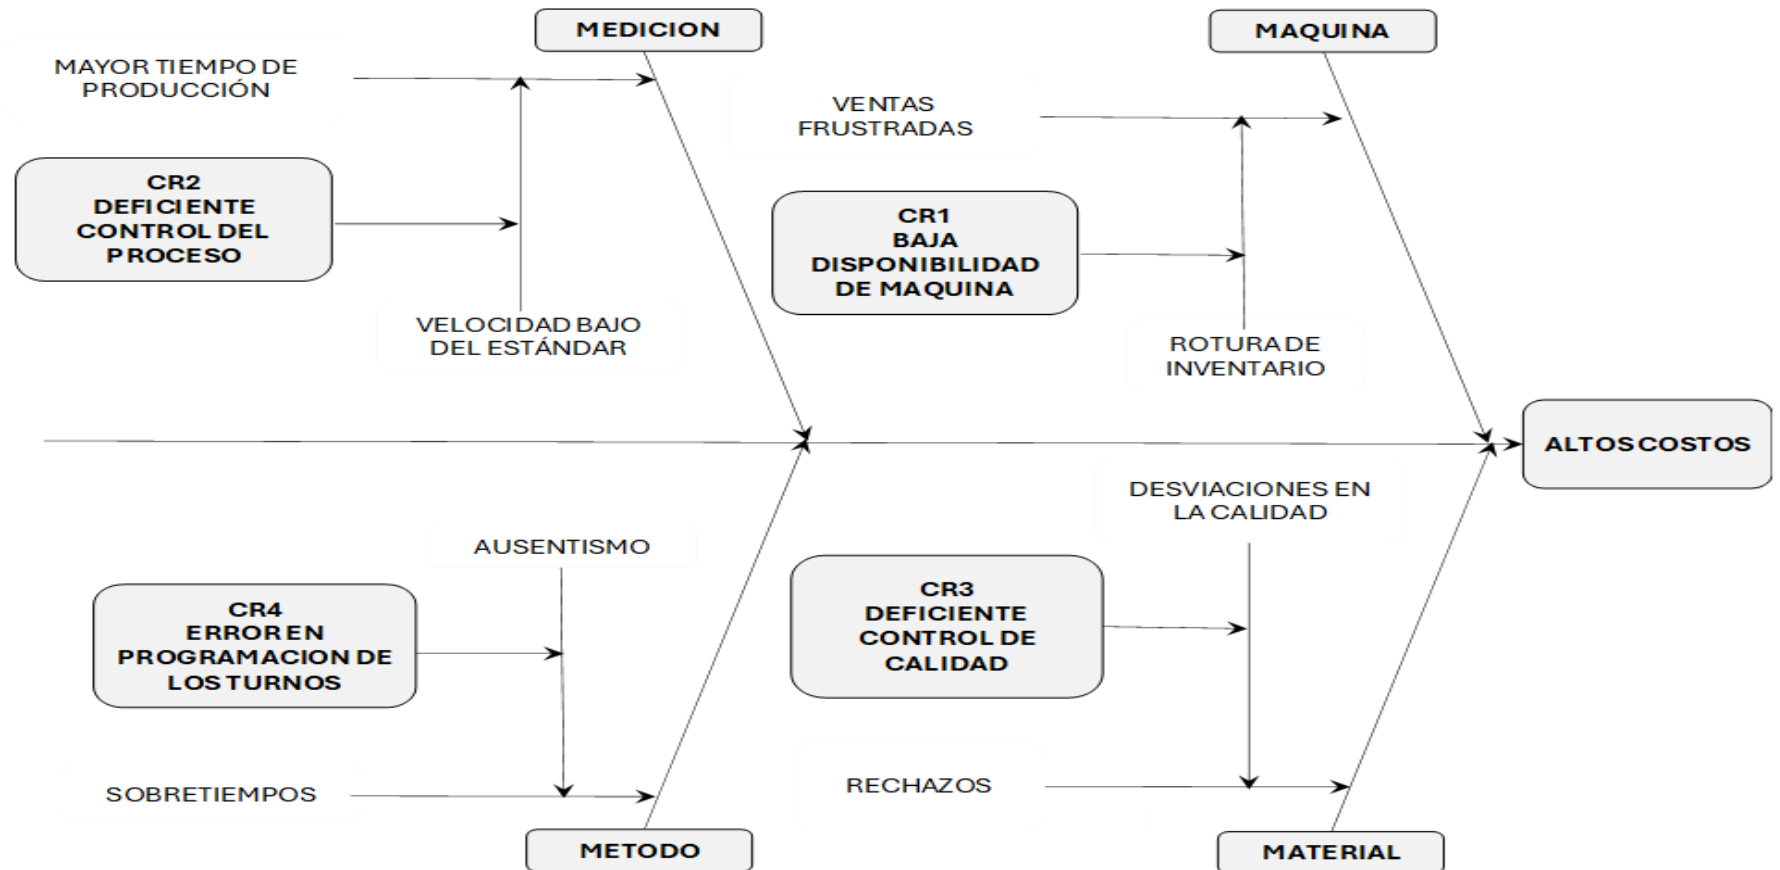 MEDICION
MAQUINA
MAYOR TIEMPO DE
PRODUCCIÓN
VENTAS
FRUSTRADAS
CR2
DEFICIENTE
CONTROL DEL
PROCESO
CR1
BAJA
DISPONIBILIDAD
DE MAQUINA
VELOCIDAD BAJO
DEL ESTÁNDAR
ROTURA DE
INVENTARIO
ALTOS COSTOS
DESVIACIONES EN
LA CALIDAD
AUSENTISMO
CR4
ERROR EN
PROGRAMACION DE
LOS TURNOS
CR3
DEFICIENTE
CONTROL DE
CALIDAD
SOBRETIEMPOS
RECHAZOS
METODO
MATERIAL